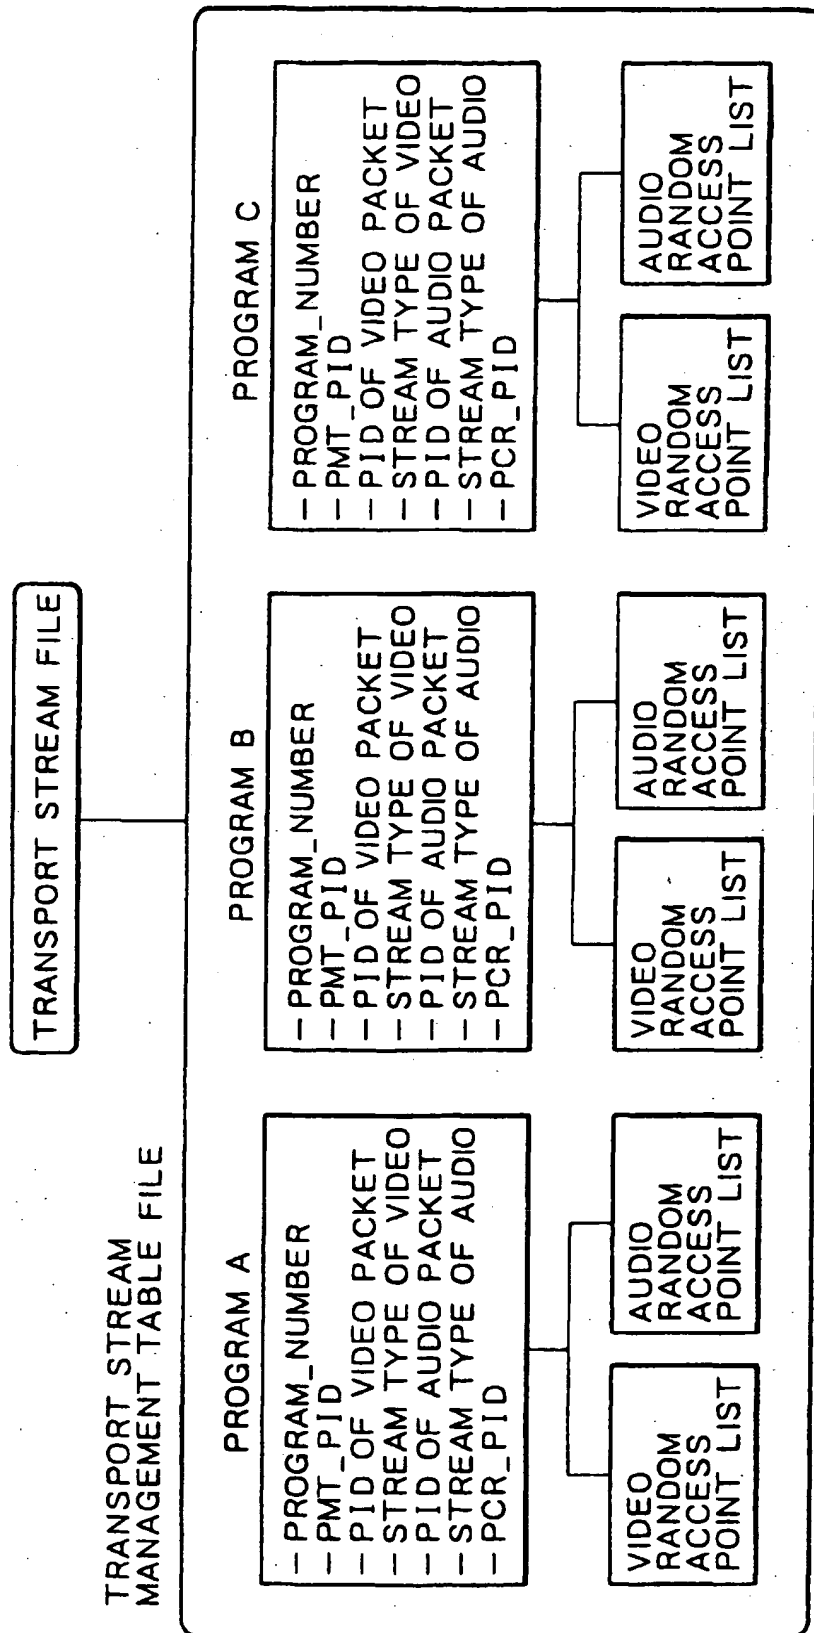 TRANSPORT STREAM FILE
TRANSPORT STREAM
MANAGEMENT TABLE FILE
PROGRAM A
– PROGRAM_NUMBER
– PMT_PID
– PID OF VIDEO PACKET
– STREAM TYPE OF VIDEO
– PID OF AUDIO PACKET
– STREAM TYPE OF AUDIO
– PCR_PID
VIDEO
RANDOM
ACCESS
POINT LIST
AUDIO
RANDOM
ACCESS
POINT LIST
PROGRAM B
– PROGRAM_NUMBER
– PMT_PID
– PID OF VIDEO PACKET
– STREAM TYPE OF VIDEO
– PID OF AUDIO PACKET
– STREAM TYPE OF AUDIO
– PCR_PID
VIDEO
RANDOM
ACCESS
POINT LIST
AUDIO
RANDOM
ACCESS
POINT LIST
PROGRAM C
– PROGRAM_NUMBER
– PMT_PID
– PID OF VIDEO PACKET
– STREAM TYPE OF VIDEO
– PID OF AUDIO PACKET
– STREAM TYPE OF AUDIO
– PCR_PID
VIDEO
RANDOM
ACCESS
POINT LIST
AUDIO
RANDOM
ACCESS
POINT LIST